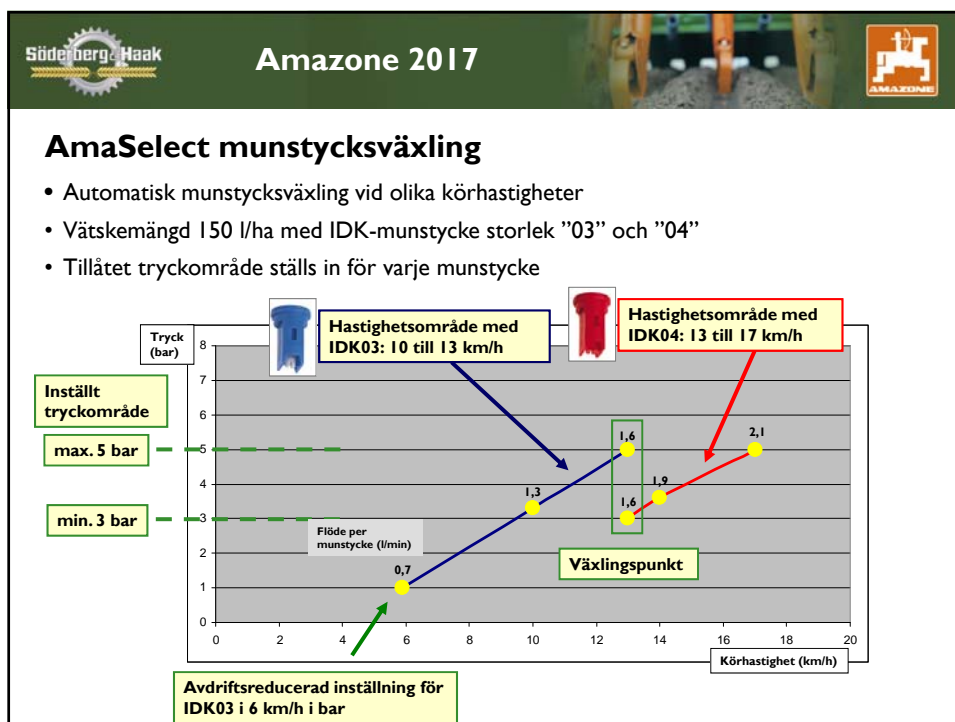 Söderberg & Haak
Amazone 2017
AMAZONE
AmaSelect munstycksväxling
• Automatisk munstycksväxling vid olika körhastigheter
• Vätskemängd 150 l/ha med IDK-munstycke storlek ”03” och ”04”
• Tillåtet tryckområde ställs in för varje munstycke
Hastighetsområde med
IDK03: 10 till 13 km/h
Hastighetsområde med
IDK04: 13 till 17 km/h
Tryck
(bar)
8
7
6
5
4
3
2
1
0
Inställt
tryckområde
max. 5 bar
min. 3 bar
1,6
2,1
1,3
1,9
1,6
Flöde per
munstycke (l/min)
0,7
Växlingspunkt
0 2 4 6 8 10 12 14 16 18 20
Körhastighet (km/h)
Avdriftsreducerad inställning för
IDK03 i 6 km/h i bar